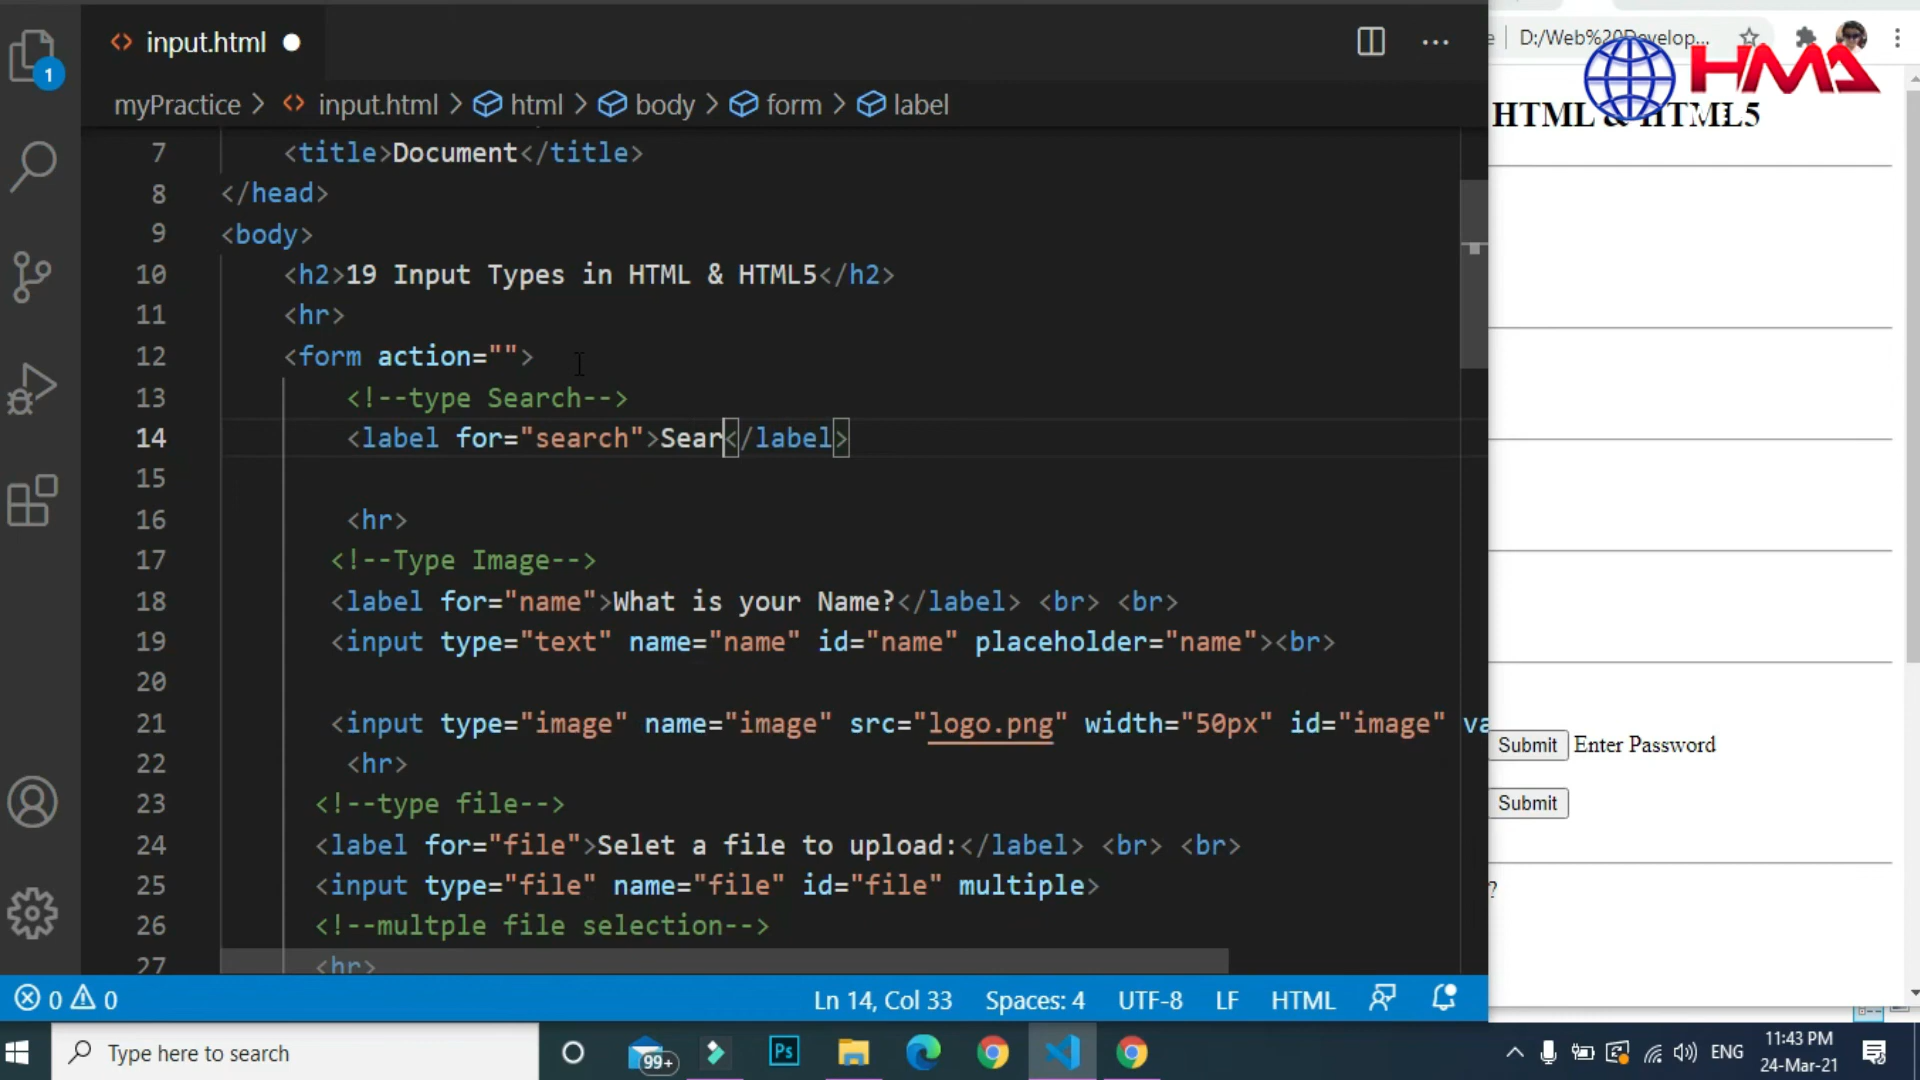 input.html
D:/Web%20Develop...
HMA
myPractice > input.html > html > body > form > label
HTML & HTML5
7 <title>Document</title>
8 </head>
9 <body>
10 <h2>19 Input Types in HTML & HTML5</h2>
11 <hr>
12 <form action="">
13 <!--type Search-->
14 <label for="search">Sear</label>
15
16 <hr>
17 <!--Type Image-->
18 <label for="name">What is your Name?</label> <br> <br>
19 <input type="text" name="name" id="name" placeholder="name"><br>
20
21 <input type="image" name="image" src="logo.png" width="50px" id="image" va
22 <hr>
23 <!--type file-->
24 <label for="file">Selet a file to upload:</label> <br> <br>
25 <input type="file" name="file" id="file" multiple>
26 <!--multple file selection-->
27 <hr>
1
Submit Enter Password
Submit
?
0 0
Ln 14, Col 33 Spaces: 4 UTF-8 LF HTML
Type here to search
99+
Ps
ENG
11:43 PM
24-Mar-21